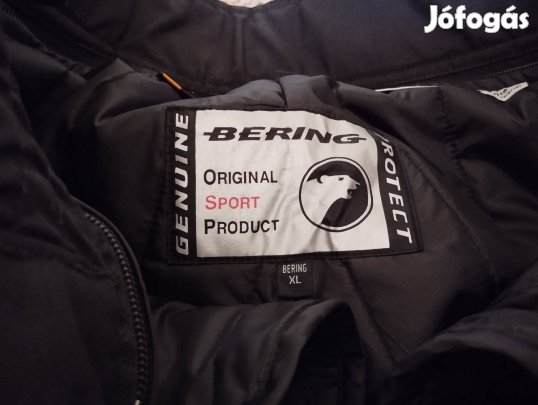 Jófogás
GENUINE
BERING
ORIGINAL
SPORT
PRODUCT
PROTECT
BERING
XL